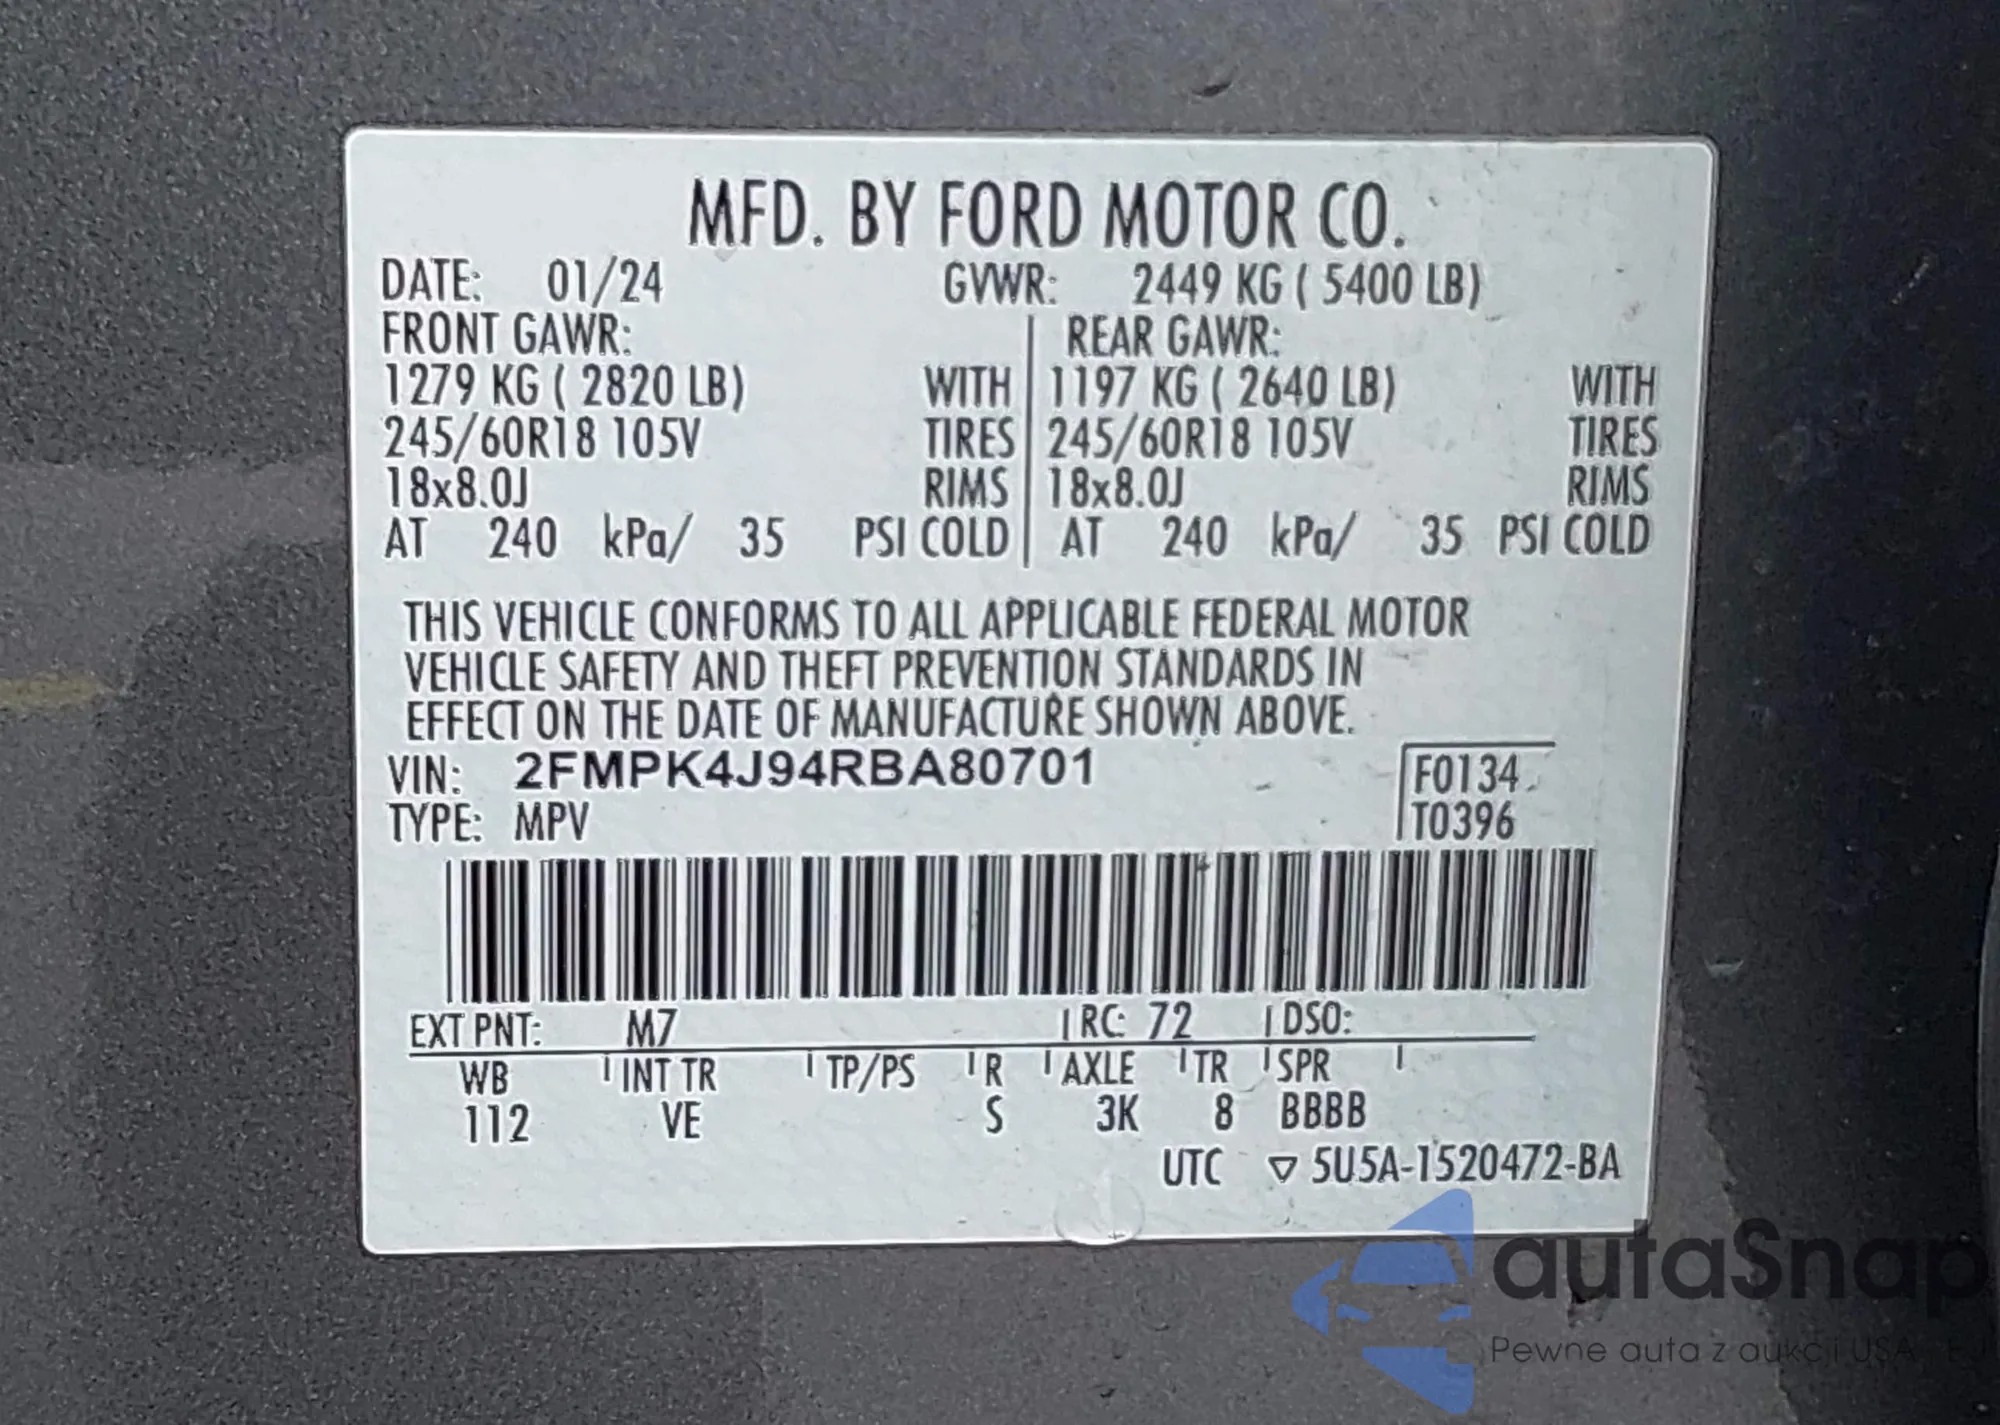 MFD. BY FORD MOTOR CO.
DATE: 01/24 GVWR: 2449 KG ( 5400 LB)
FRONT GAWR: REAR GAWR:
1279 KG ( 2820 LB) WITH 1197 KG ( 2640 LB) WITH
245/60R18 105V TIRES 245/60R18 105V TIRES
18x8.0J RIMS 18x8.0J RIMS
AT 240 kPa/ 35 PSI COLD AT 240 kPa/ 35 PSI COLD
THIS VEHICLE CONFORMS TO ALL APPLICABLE FEDERAL MOTOR
VEHICLE SAFETY AND THEFT PREVENTION STANDARDS IN
EFFECT ON THE DATE OF MANUFACTURE SHOWN ABOVE.
VIN: 2FMPK4J94RBA80701 F0134
TYPE: MPV T0396
EXT PNT: M7 RC: 72 DSO:
WB INT TR TP/PS R AXLE TR SPR
112 VE S 3K 8 BBBB
UTC ▽ 5U5A-1520472-BA
autaSnap
Pewne auta z aukcji USA